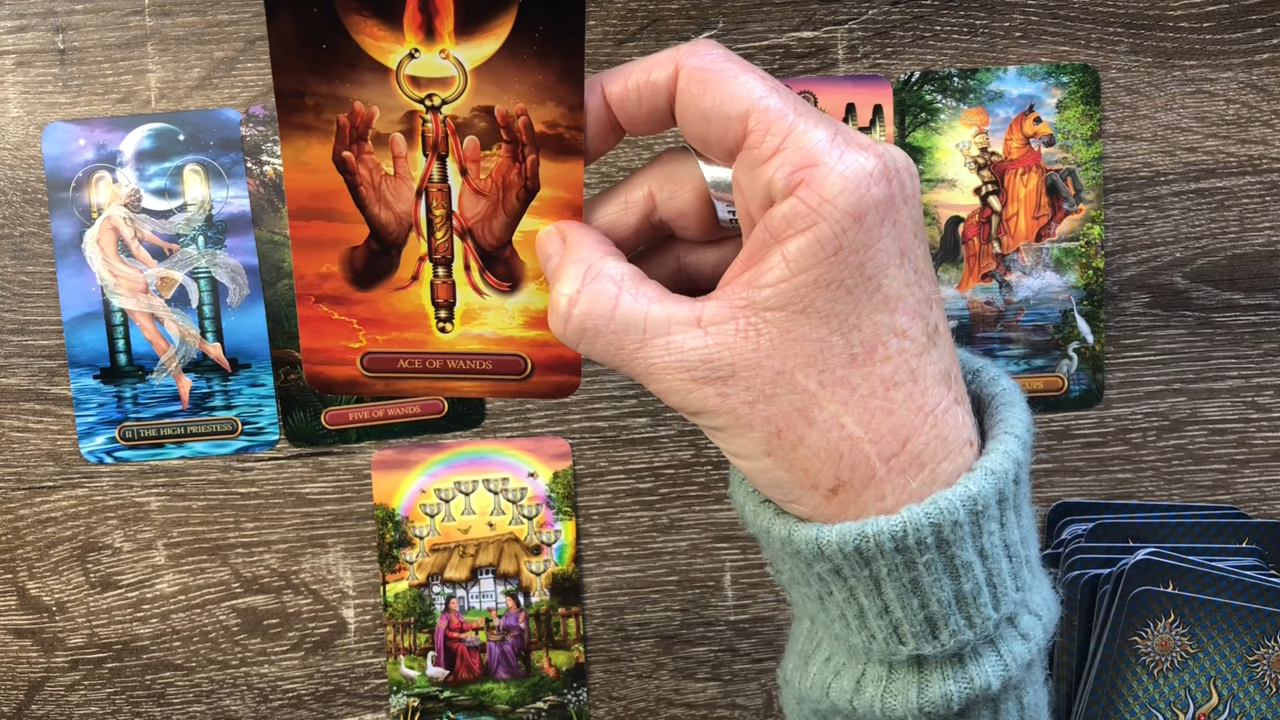 ACE OF WANDS
II | THE HIGH PRIESTESS
FIVE OF WANDS
CUPS